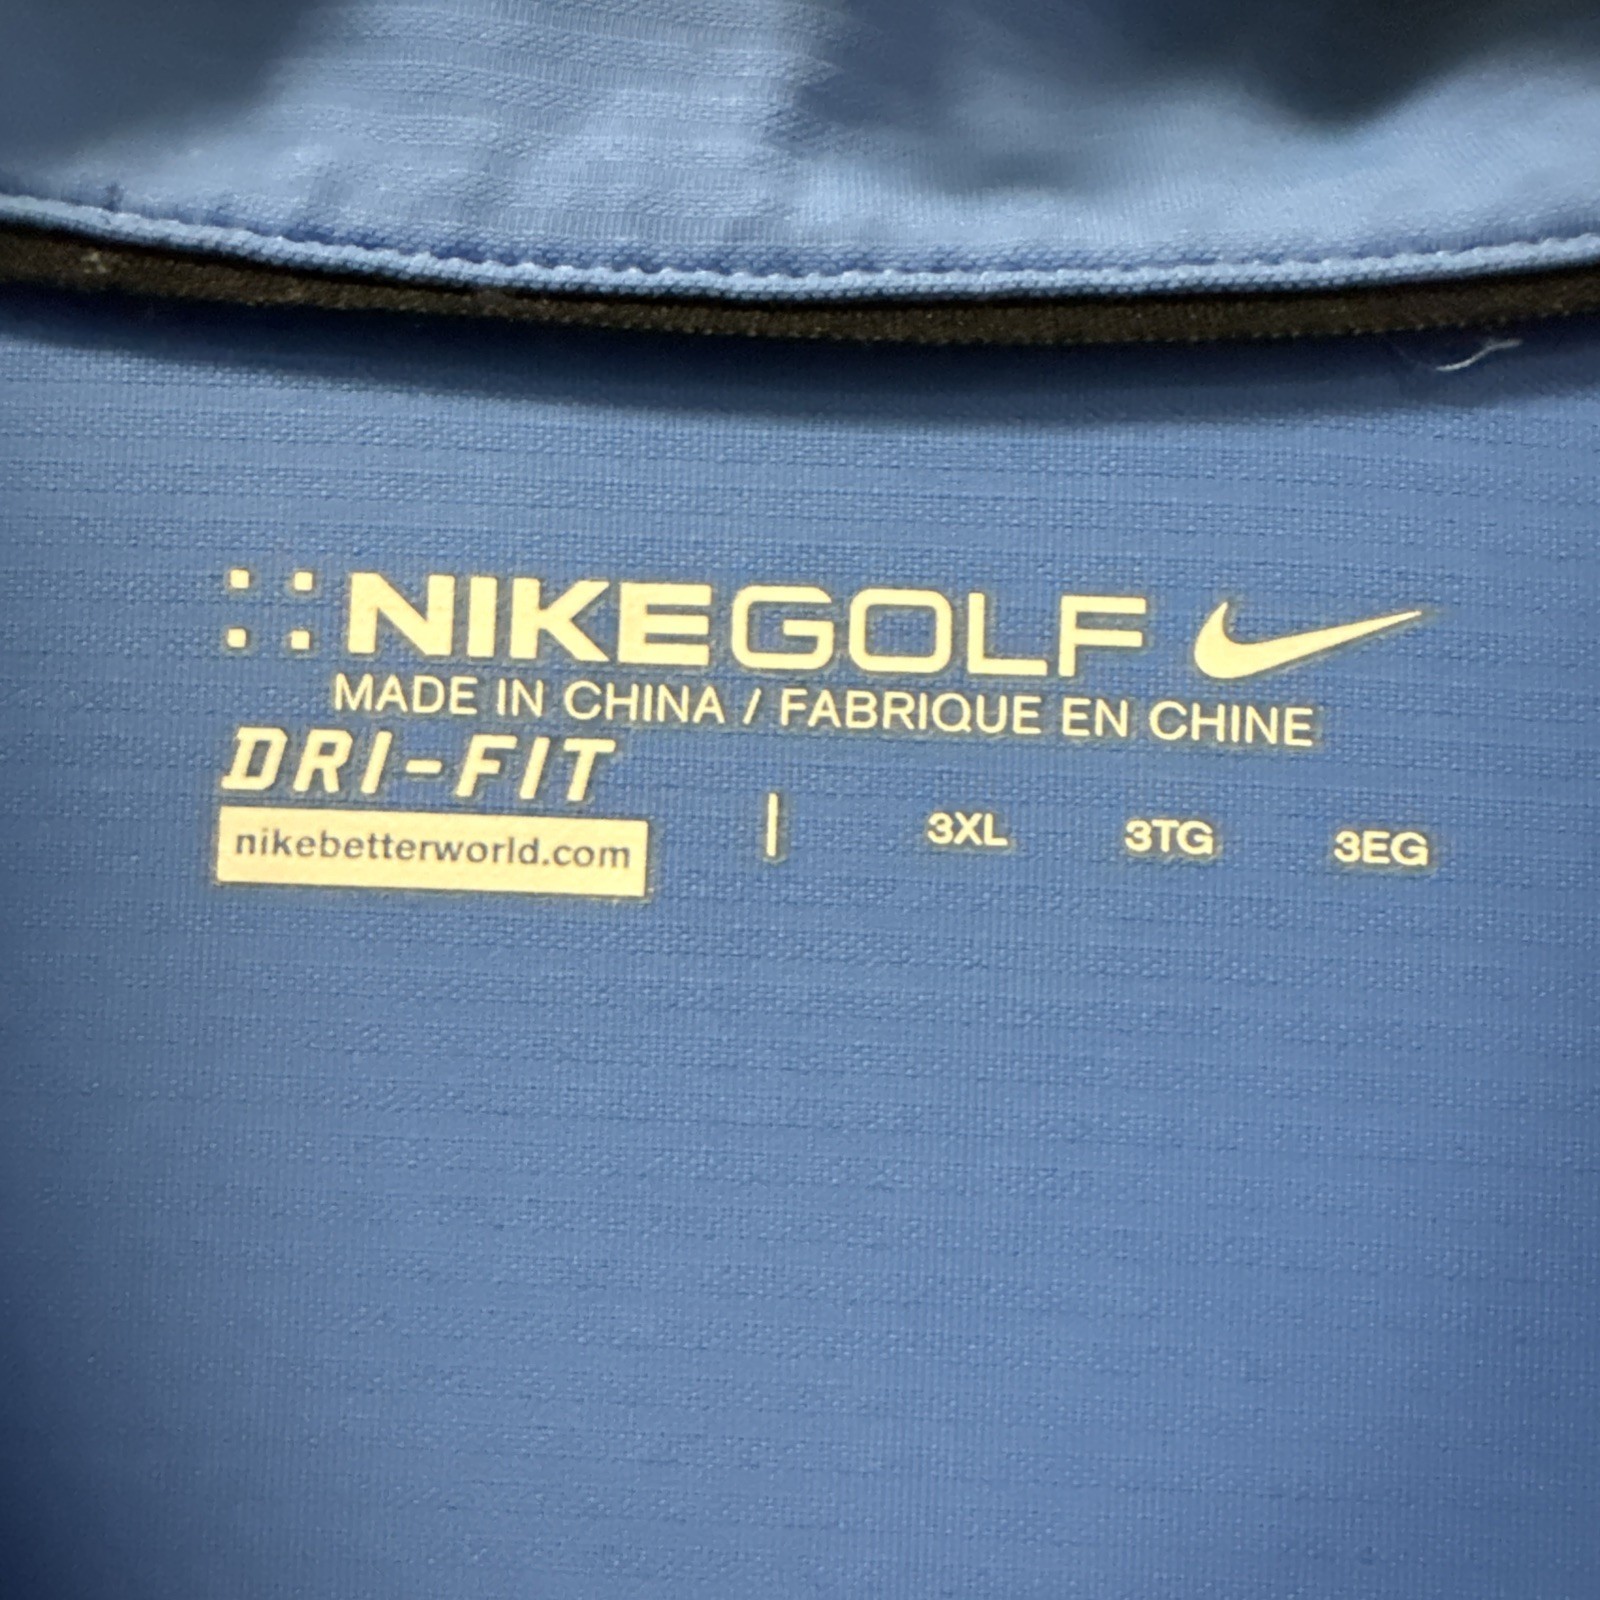 NIKEGOLF
MADE IN CHINA / FABRIQUE EN CHINE
DRI-FIT
nikebetterworld.com | 3XL 3TG 3EG